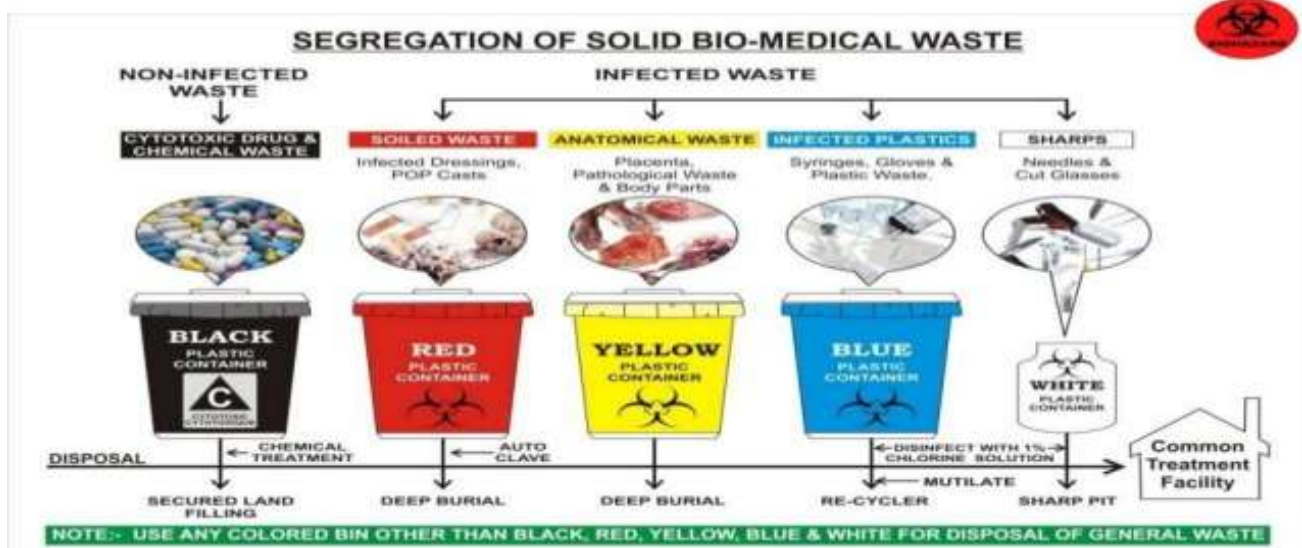 SEGREGATION OF SOLID BIO-MEDICAL WASTE
BIOHAZARD
NON-INFECTED
WASTE
INFECTED WASTE
CYTOTOXIC DRUG &
CHEMICAL WASTE
SOILED WASTE
Infected Dressings,
POP Casts
ANATOMICAL WASTE
Placenta,
Pathological Waste
& Body Parts
INFECTED PLASTICS
Syringes, Gloves &
Plastic Waste.
SHARPS
Needles &
Cut Glasses
BLACK
PLASTIC
CONTAINER
C
CYTOTOXIC
RED
PLASTIC
CONTAINER
YELLOW
PLASTIC
CONTAINER
BLUE
PLASTIC
CONTAINER
WHITE
PLASTIC
CONTAINER
DISPOSAL
CHEMICAL
TREATMENT
AUTO
CLAVE
DISINFECT WITH 1%
CHLORINE SOLUTION
MUTILATE
Common
Treatment
Facility
SECURED LAND
FILLING
DEEP BURIAL
DEEP BURIAL
RE-CYCLER
SHARP PIT
NOTE:- USE ANY COLORED BIN OTHER THAN BLACK, RED, YELLOW, BLUE & WHITE FOR DISPOSAL OF GENERAL WASTE